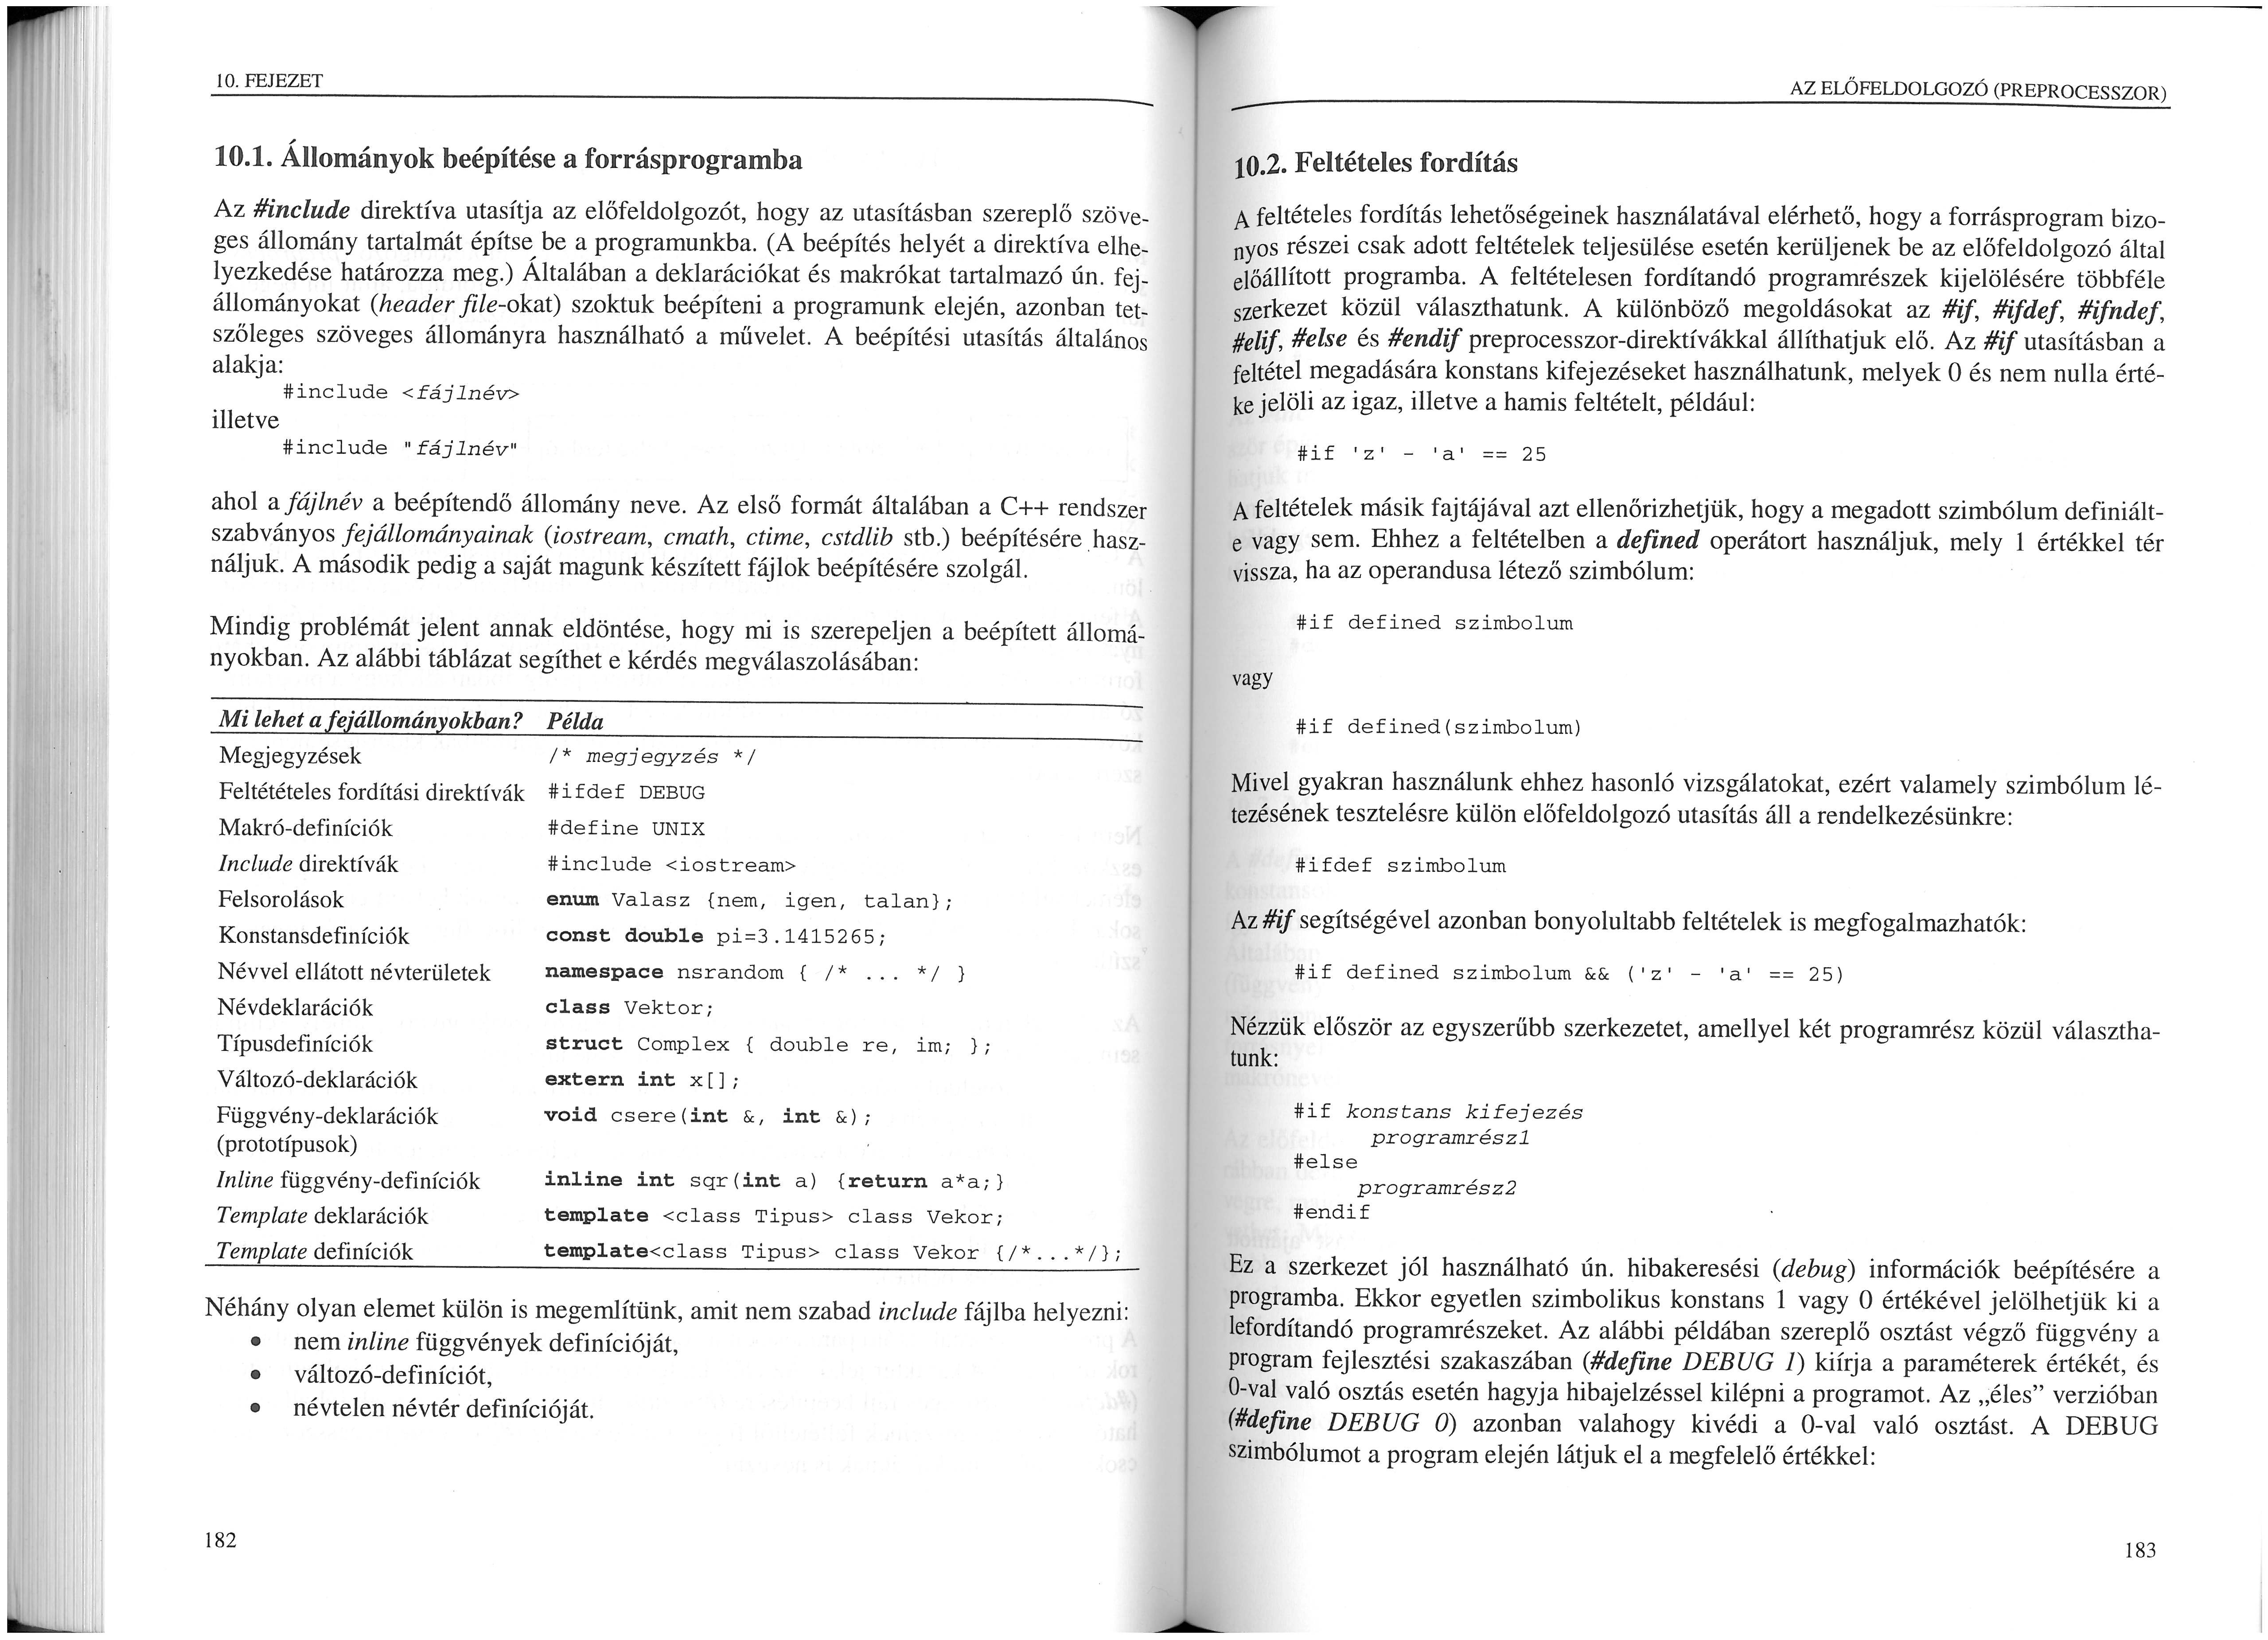 10. FEJEZET
10.1. Állományok beépítése a forrásprogramba
Az #include direktíva utasítja az előfeldolgozót, hogy az utasításban szereplő szöve-
ges állomány tartalmát építse be a programunkba. (A beépítés helyét a direktíva elhe-
lyezkedése határozza meg.) Általában a deklarációkat és makrókat tartalmazó ún. fej-
állományokat (header file-okat) szoktuk beépíteni a programunk elején, azonban tet-
szőleges szöveges állományra használható a művelet. A beépítési utasítás általános
alakja:
#include <fájlnév>
illetve
#include "fájlnév"
ahol a fájlnév a beépítendő állomány neve. Az első formát általában a C++ rendszer
szabványos fejállományainak (iostream, cmath, ctime, cstdlib stb.) beépítésére hasz-
náljuk. A második pedig a saját magunk készített fájlok beépítésére szolgál.
Mindig problémát jelent annak eldöntése, hogy mi is szerepeljen a beépített állomá-
nyokban. Az alábbi táblázat segíthet e kérdés megválaszolásában:
Mi lehet a fejállományokban? Példa
Megjegyzések /* megjegyzés */
Feltétételes fordítási direktívák #ifdef DEBUG
Makró-definíciók #define UNIX
Include direktívák #include <iostream>
Felsorolások enum Valasz {nem, igen, talan};
Konstansdefiníciók const double pi=3.1415265;
Névvel ellátott névterületek namespace nsrandom { /* ... */ }
Névdeklarációk class Vektor;
Típusdefiníciók struct Complex { double re, im; };
Változó-deklarációk extern int x[];
Függvény-deklarációk void csere(int &, int &);
(prototípusok)
Inline függvény-definíciók inline int sqr(int a) {return a*a;}
Template deklarációk template <class Tipus> class Vekor;
Template definíciók template<class Tipus> class Vekor {/*...*/};
Néhány olyan elemet külön is megemlítünk, amit nem szabad include fájlba helyezni:
• nem inline függvények definícióját,
• változó-definíciót,
• névtelen névtér definícióját.
182
AZ ELŐFELDOLGOZÓ (PREPROCESSZOR)
10.2. Feltételes fordítás
A feltételes fordítás lehetőségeinek használatával elérhető, hogy a forrásprogram bizo-
nyos részei csak adott feltételek teljesülése esetén kerüljenek be az előfeldolgozó által
előállított programba. A feltételesen fordítandó programrészek kijelölésére többféle
szerkezet közül választhatunk. A különböző megoldásokat az #if, #ifdef, #ifndef,
#elif, #else és #endif preprocesszor-direktívákkal állíthatjuk elő. Az #if utasításban a
feltétel megadására konstans kifejezéseket használhatunk, melyek 0 és nem nulla érté-
ke jelöli az igaz, illetve a hamis feltételt, például:
#if 'z' - 'a' == 25
A feltételek másik fajtájával azt ellenőrizhetjük, hogy a megadott szimbólum definiált-
e vagy sem. Ehhez a feltételben a defined operátort használjuk, mely 1 értékkel tér
vissza, ha az operandusa létező szimbólum:
#if defined szimbolum
vagy
#if defined(szimbolum)
Mivel gyakran használunk ehhez hasonló vizsgálatokat, ezért valamely szimbólum lé-
tezésének tesztelésre külön előfeldolgozó utasítás áll a rendelkezésünkre:
#ifdef szimbolum
Az #if segítségével azonban bonyolultabb feltételek is megfogalmazhatók:
#if defined szimbolum && ('z' - 'a' == 25)
Nézzük először az egyszerűbb szerkezetet, amellyel két programrész közül választha-
tunk:
#if konstans kifejezés
programrész1
#else
programrész2
#endif
Ez a szerkezet jól használható ún. hibakeresési (debug) információk beépítésére a
programba. Ekkor egyetlen szimbolikus konstans 1 vagy 0 értékével jelölhetjük ki a
lefordítandó programrészeket. Az alábbi példában szereplő osztást végző függvény a
program fejlesztési szakaszában (#define DEBUG 1) kiírja a paraméterek értékét, és
0-val való osztás esetén hagyja hibajelzéssel kilépni a programot. Az „éles” verzióban
(#define DEBUG 0) azonban valahogy kivédi a 0-val való osztást. A DEBUG
szimbólumot a program elején látjuk el a megfelelő értékkel:
183